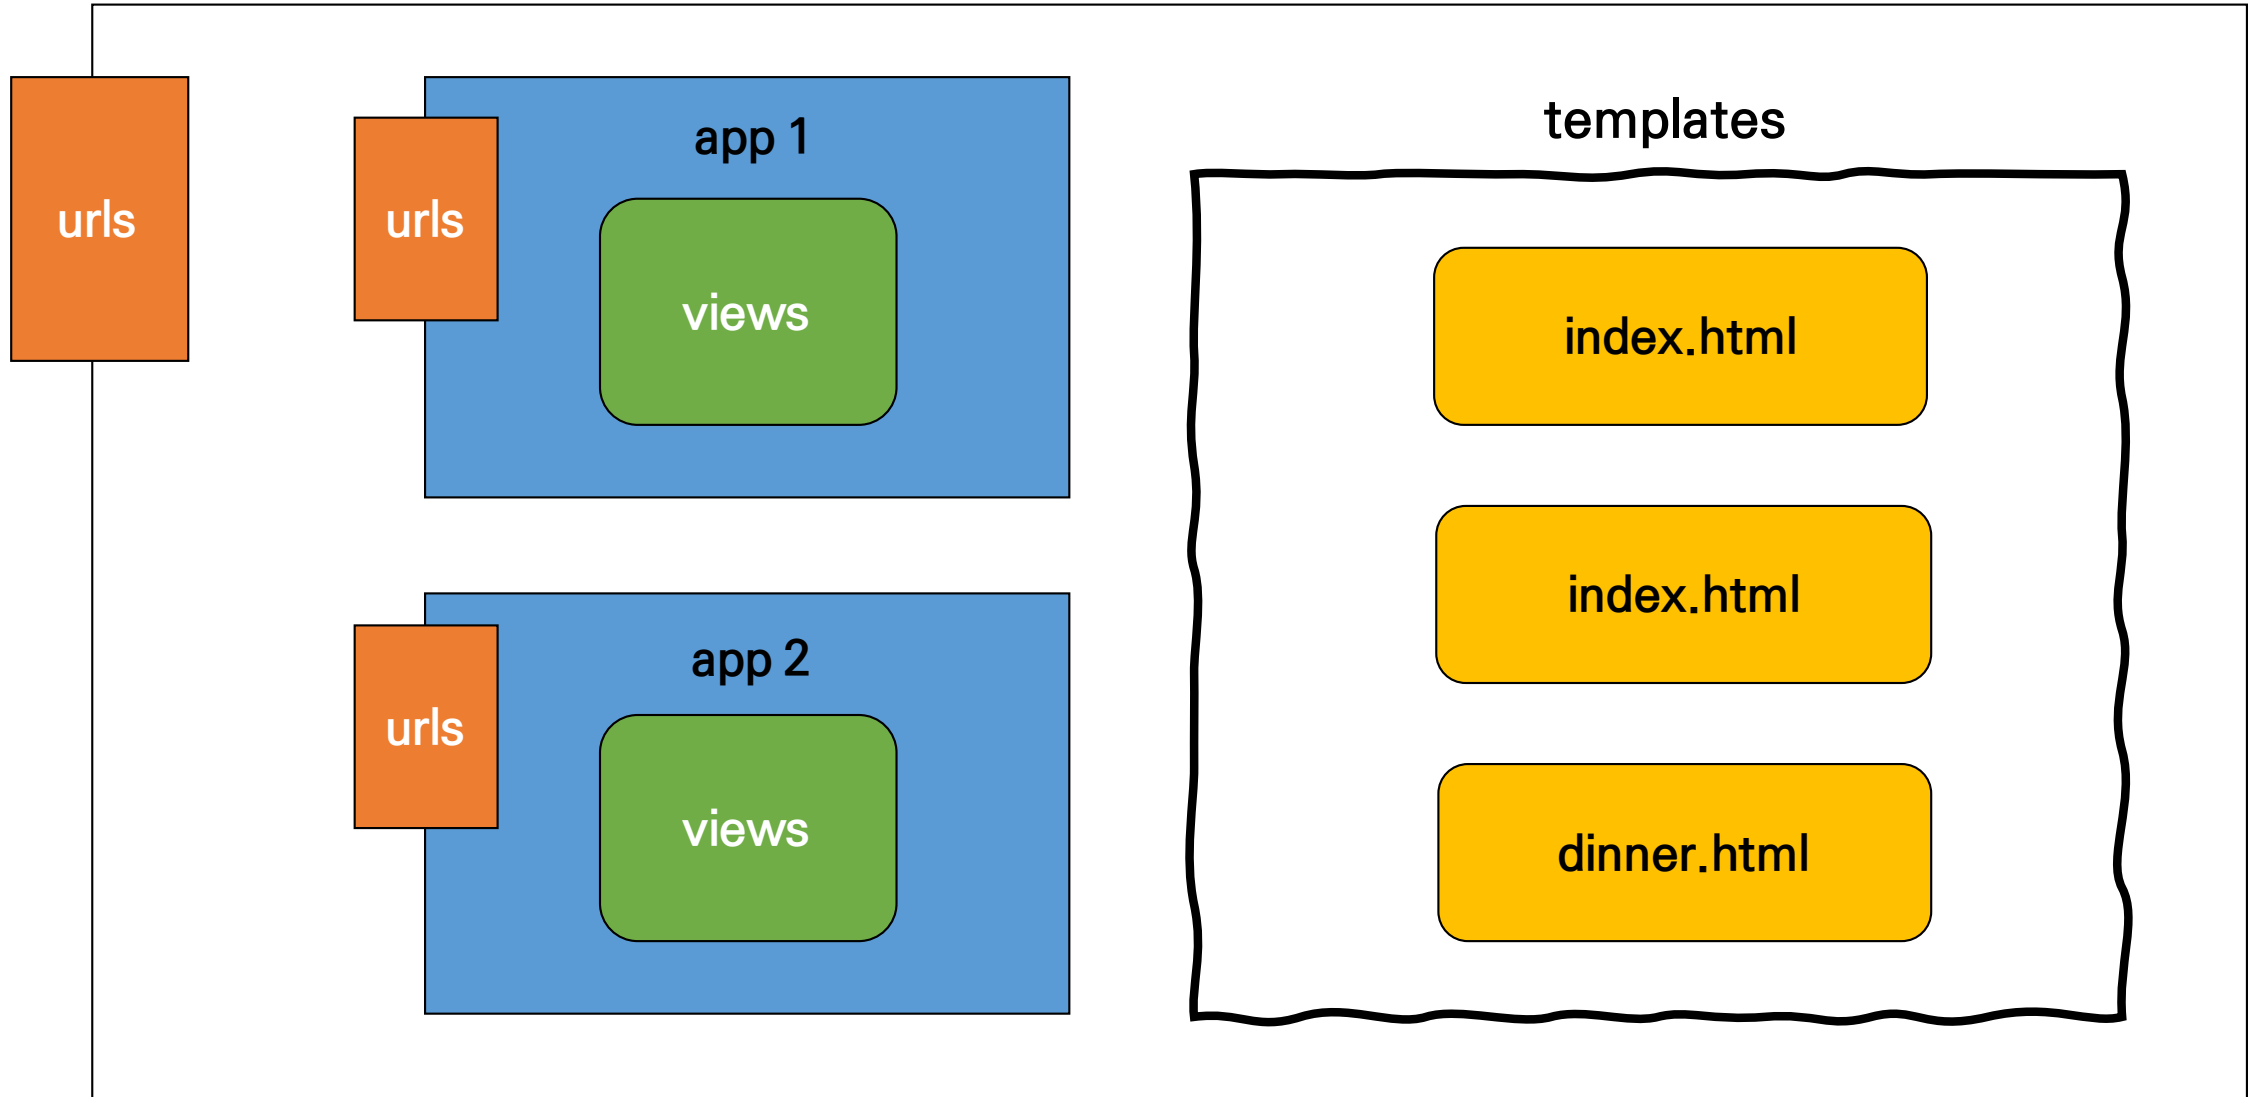 urls
app 1
urls
views
app 2
urls
views
templates
index.html
index.html
dinner.html